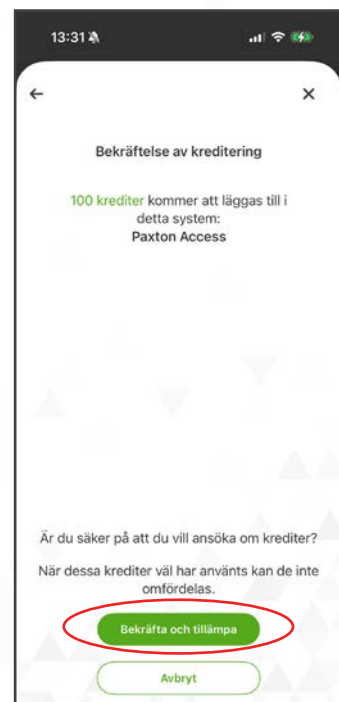 13:31
Bekräftelse av kreditering
100 krediter kommer att läggas till i
detta system:
Paxton Access
Är du säker på att du vill ansöka om krediter?
När dessa krediter väl har använts kan de inte
omfördelas.
Bekräfta och tillämpa
Avbryt